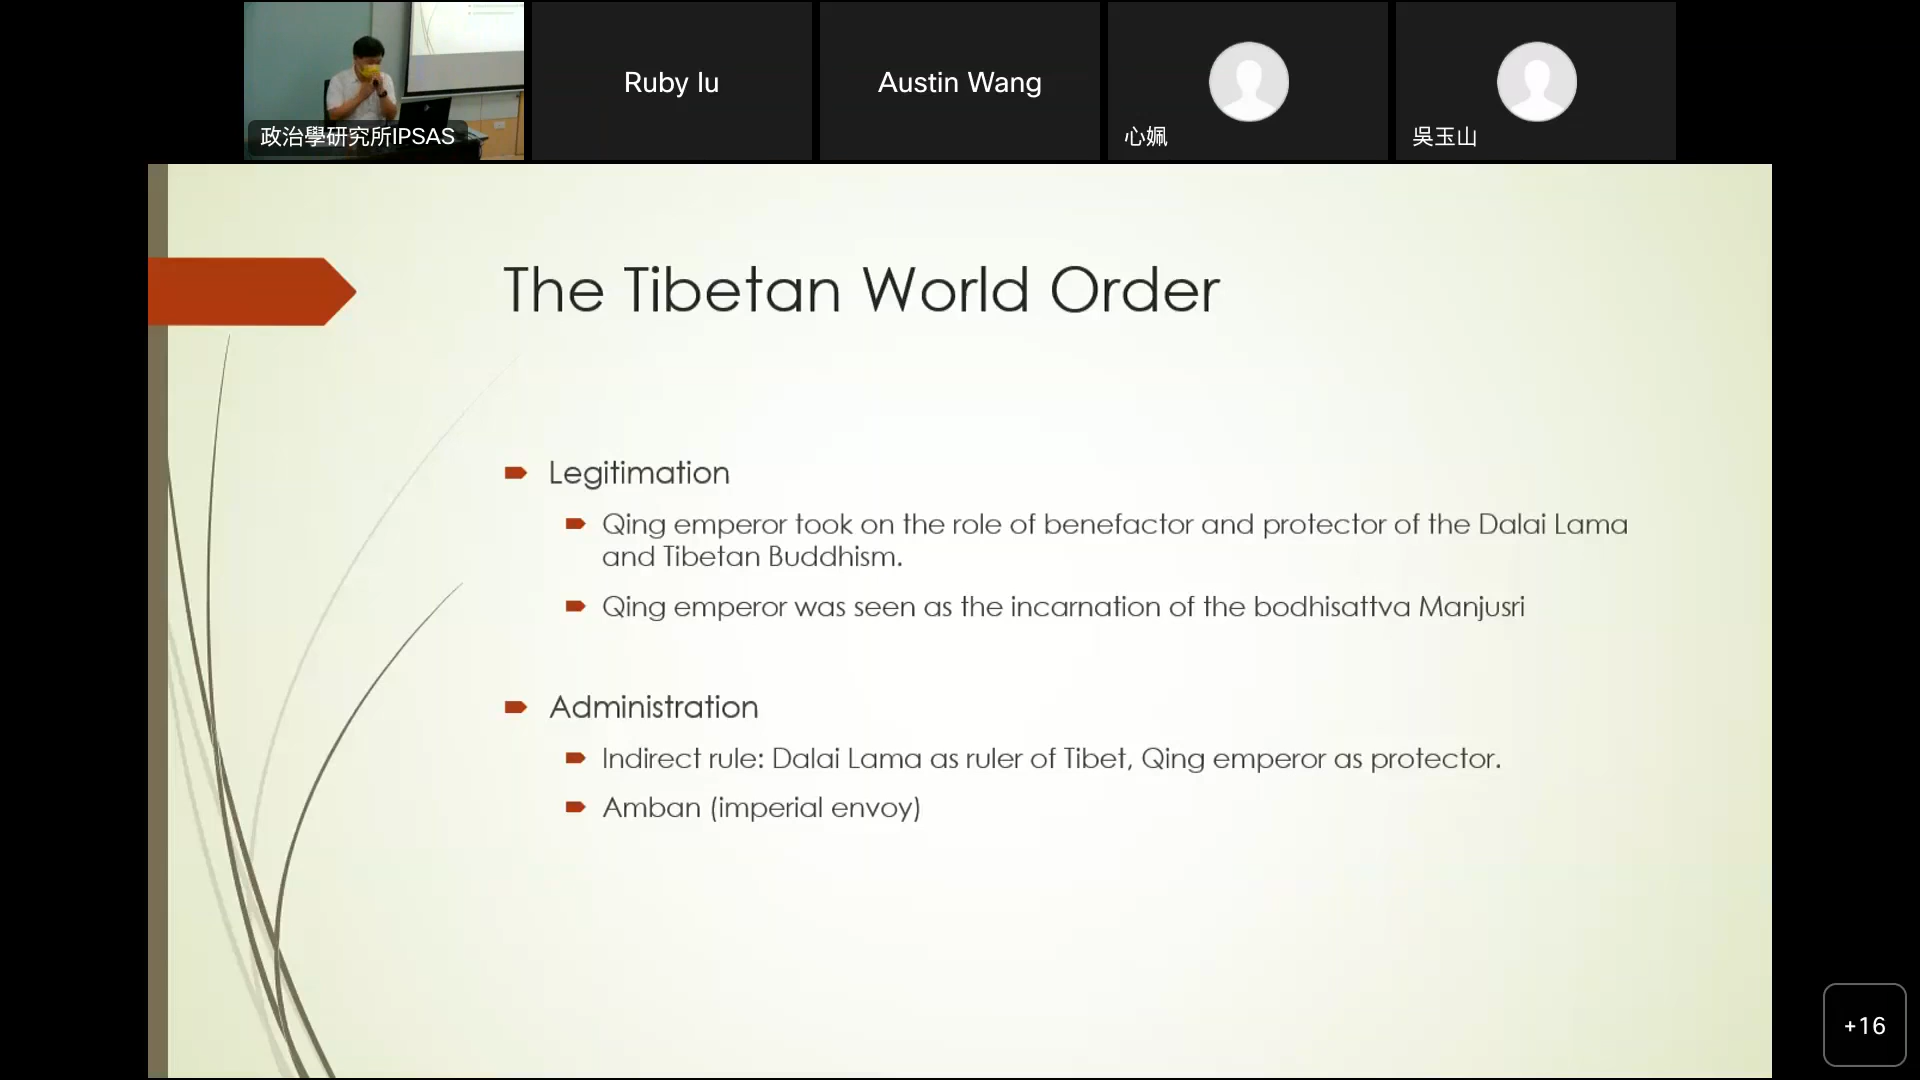 政治學研究所IPSAS
Ruby lu
Austin Wang
心姵
吳玉山
The Tibetan World Order
Legitimation
Qing emperor took on the role of benefactor and protector of the Dalai Lama
and Tibetan Buddhism.
Qing emperor was seen as the incarnation of the bodhisattva Manjusri
Administration
Indirect rule: Dalai Lama as ruler of Tibet, Qing emperor as protector.
Amban (imperial envoy)
+16